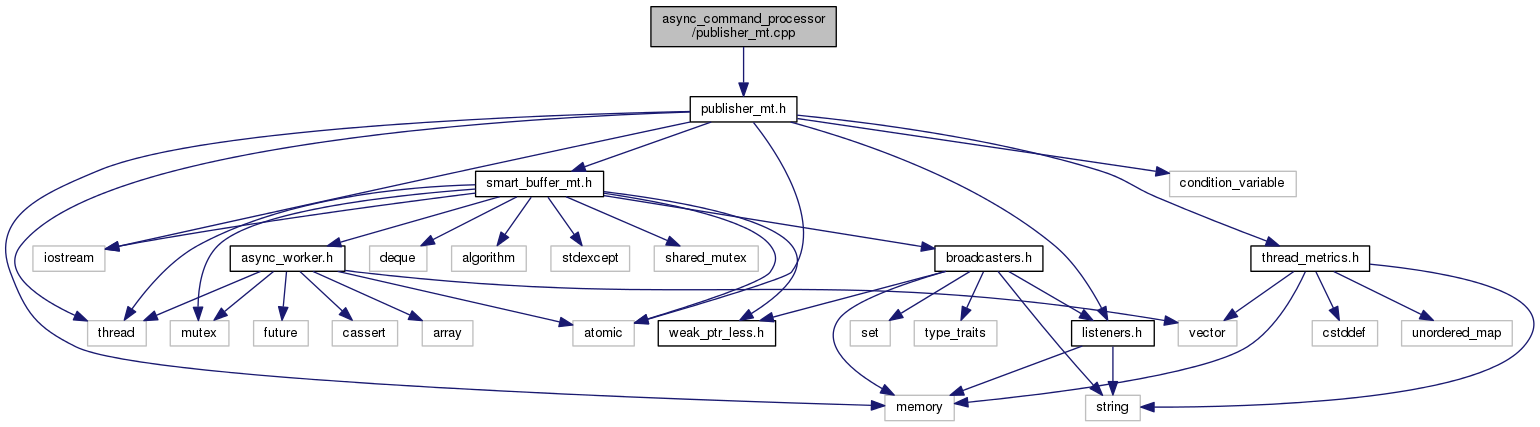 async_command_processor
/publisher_mt.cpp
publisher_mt.h
smart_buffer_mt.h
condition_variable
iostream
async_worker.h
deque
algorithm
stdexcept
shared_mutex
broadcasters.h
thread_metrics.h
thread
mutex
future
cassert
array
atomic
weak_ptr_less.h
set
type_traits
listeners.h
vector
cstddef
unordered_map
memory
string